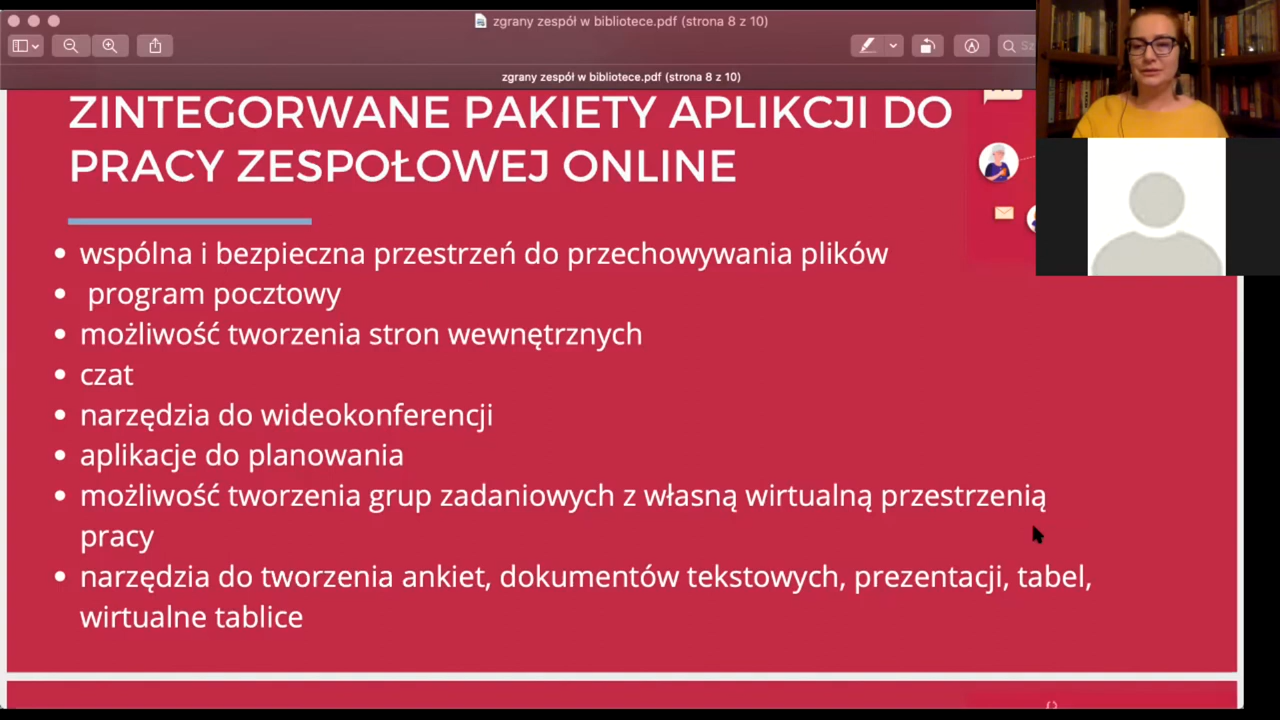 zgrany zespół w bibliotece.pdf (strona 8 z 10)
zgrany zespół w bibliotece.pdf (strona 8 z 10)
ZINTEGORWANE PAKIETY APLIKCJI DO
PRACY ZESPOŁOWEJ ONLINE
• wspólna i bezpieczna przestrzeń do przechowywania plików
• program pocztowy
• możliwość tworzenia stron wewnętrznych
• czat
• narzędzia do wideokonferencji
• aplikacje do planowania
• możliwość tworzenia grup zadaniowych z własną wirtualną przestrzenią
pracy
• narzędzia do tworzenia ankiet, dokumentów tekstowych, prezentacji, tabel,
wirtualne tablice